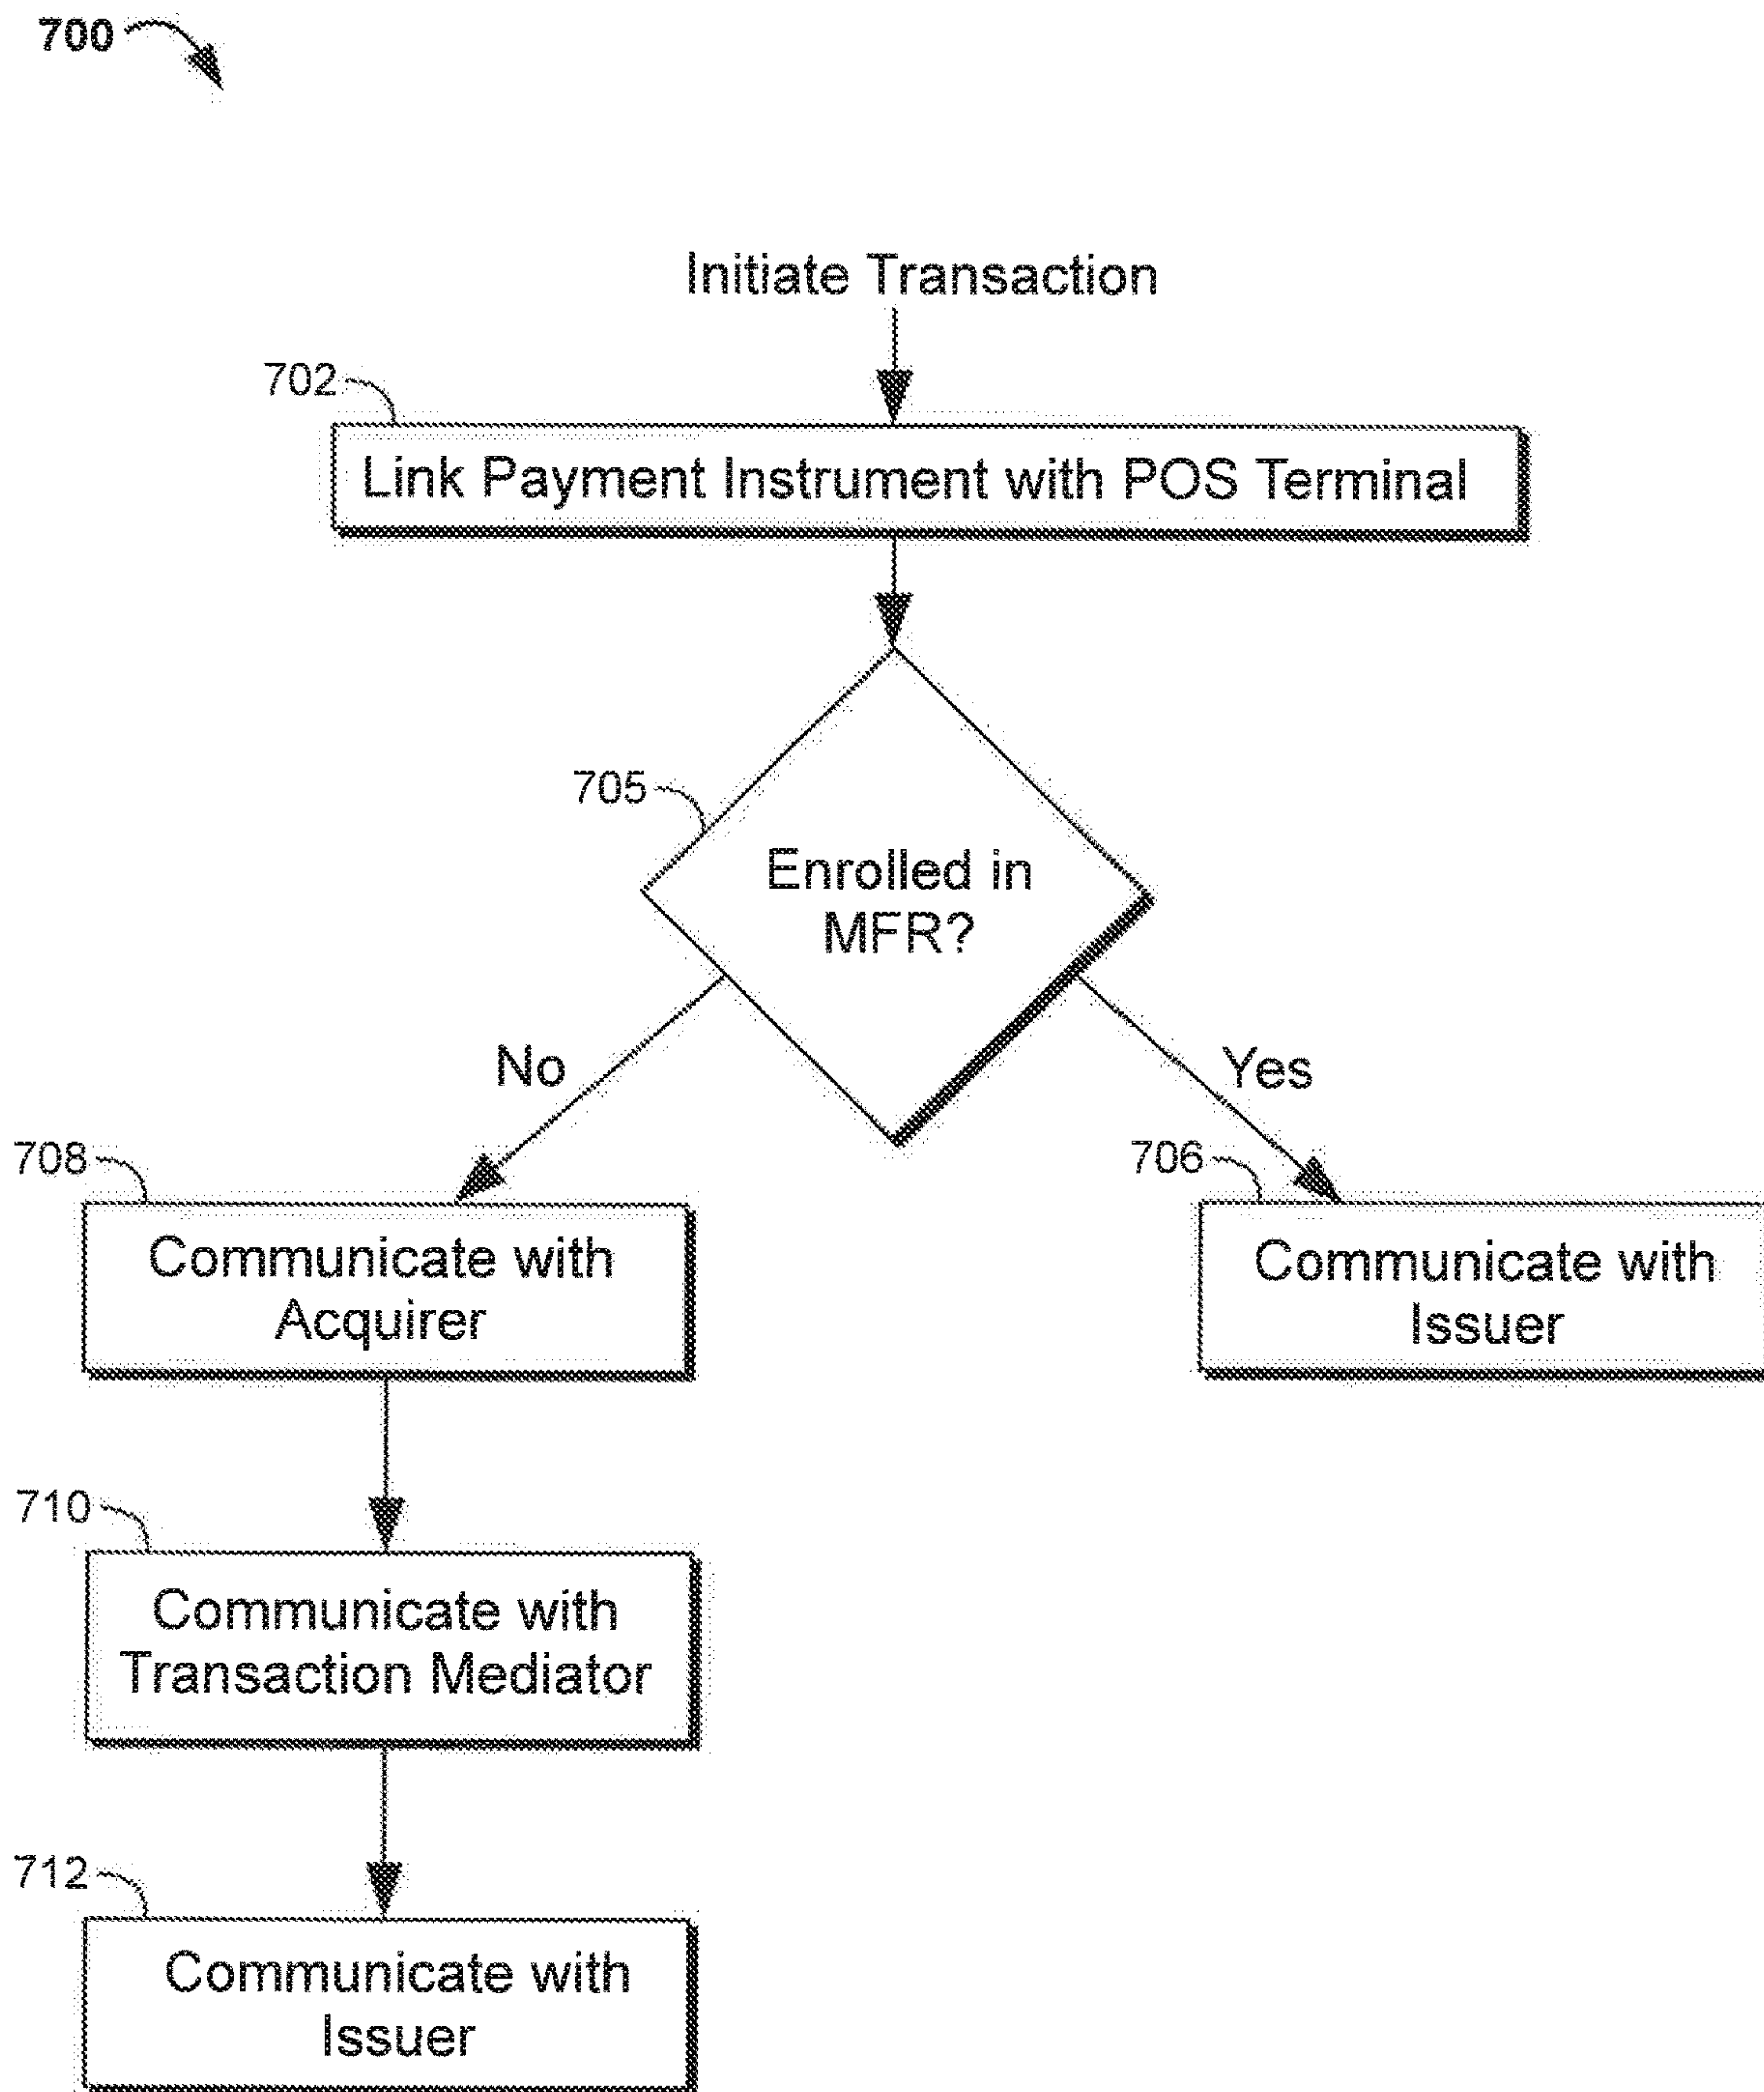 700
Initiate Transaction
702
Link Payment Instrument with POS Terminal
705
Enrolled in
MFR?
No
Yes
708
706
Communicate with
Acquirer
Communicate with
Issuer
710
Communicate with
Transaction Mediator
712
Communicate with
Issuer